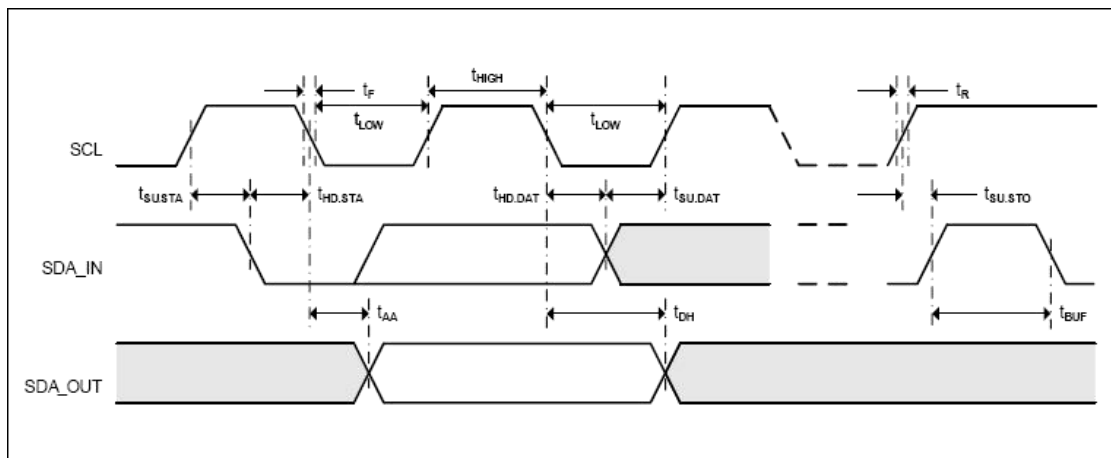 tHIGH
tF
tR
tLOW
tLOW
SCL
tSU.STA
tHD.STA
tHD.DAT
tSU.DAT
tSU.STO
SDA_IN
tAA
tDH
tBUF
SDA_OUT